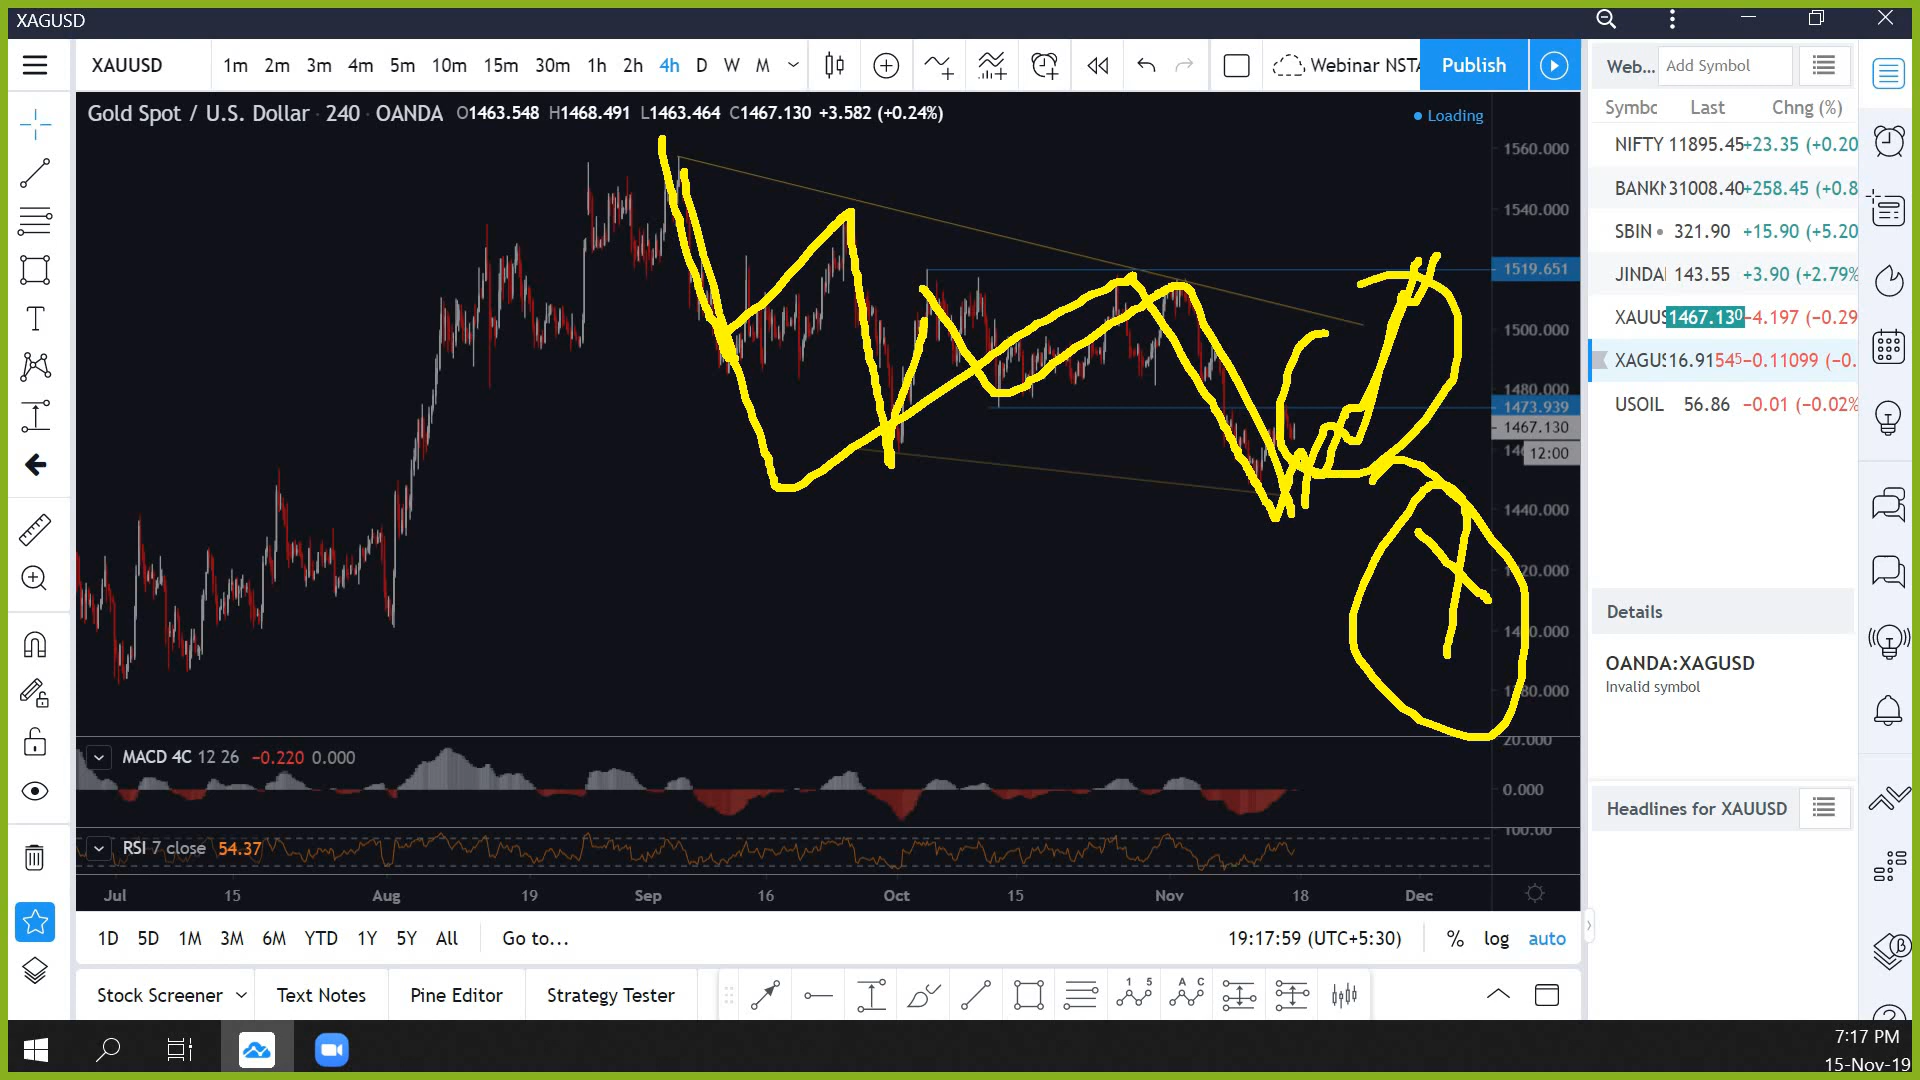 XAGUSD
XAUUSD 1m 2m 3m 4m 5m 10m 15m 30m 1h 2h 4h D W M Webinar NSTA Publish Web... Add Symbol
Gold Spot / U.S. Dollar · 240 · OANDA O1463.548 H1468.491 L1463.464 C1467.130 +3.582 (+0.24%)
Loading
Symbc Last Chng (%)
NIFTY 11895.45 +23.35 (+0.20
BANKN 31008.40 +258.45 (+0.8
SBIN 321.90 +15.90 (+5.20
JINDAL 143.55 +3.90 (+2.79%
XAUUS 1467.130 −4.197 (−0.29
XAGUS 16.91545 −0.11099 (−0.
USOIL 56.86 −0.01 (−0.02%
1560.000
1540.000
1519.651
1500.000
1480.000
1473.939
1467.130
12:00
1440.000
Details
OANDA:XAGUSD
Invalid symbol
Headlines for XAUUSD
MACD 4C 12 26 −0.220 0.000
20.000
0.000
RSI 7 close 54.37
100.00
Jul 15 Aug 19 Sep 16 Oct 15 Nov 18 Dec
1D 5D 1M 3M 6M YTD 1Y 5Y All Go to... 19:17:59 (UTC+5:30) % log auto
Stock Screener Text Notes Pine Editor Strategy Tester
7:17 PM
15-Nov-19